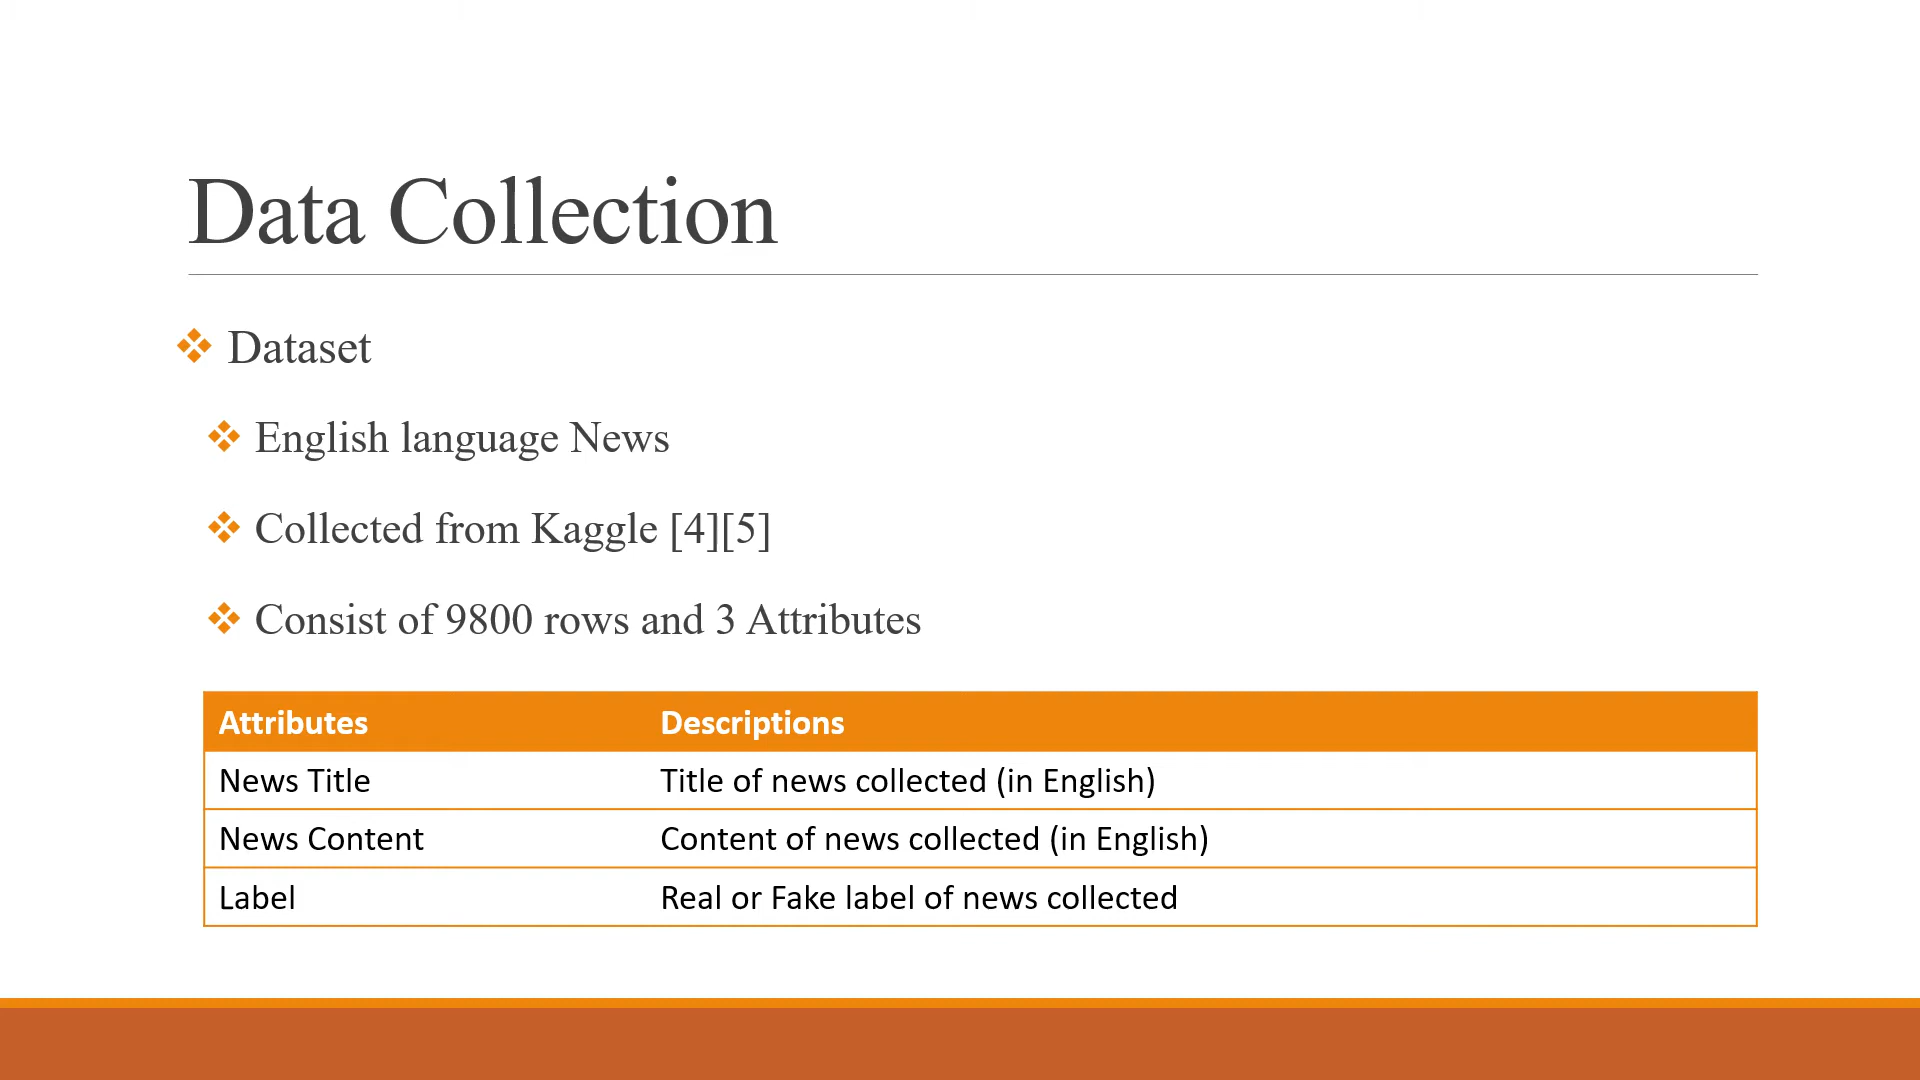 Data Collection
Dataset
English language News
Collected from Kaggle [4][5]
Consist of 9800 rows and 3 Attributes
Attributes Descriptions
News Title Title of news collected (in English)
News Content Content of news collected (in English)
Label Real or Fake label of news collected